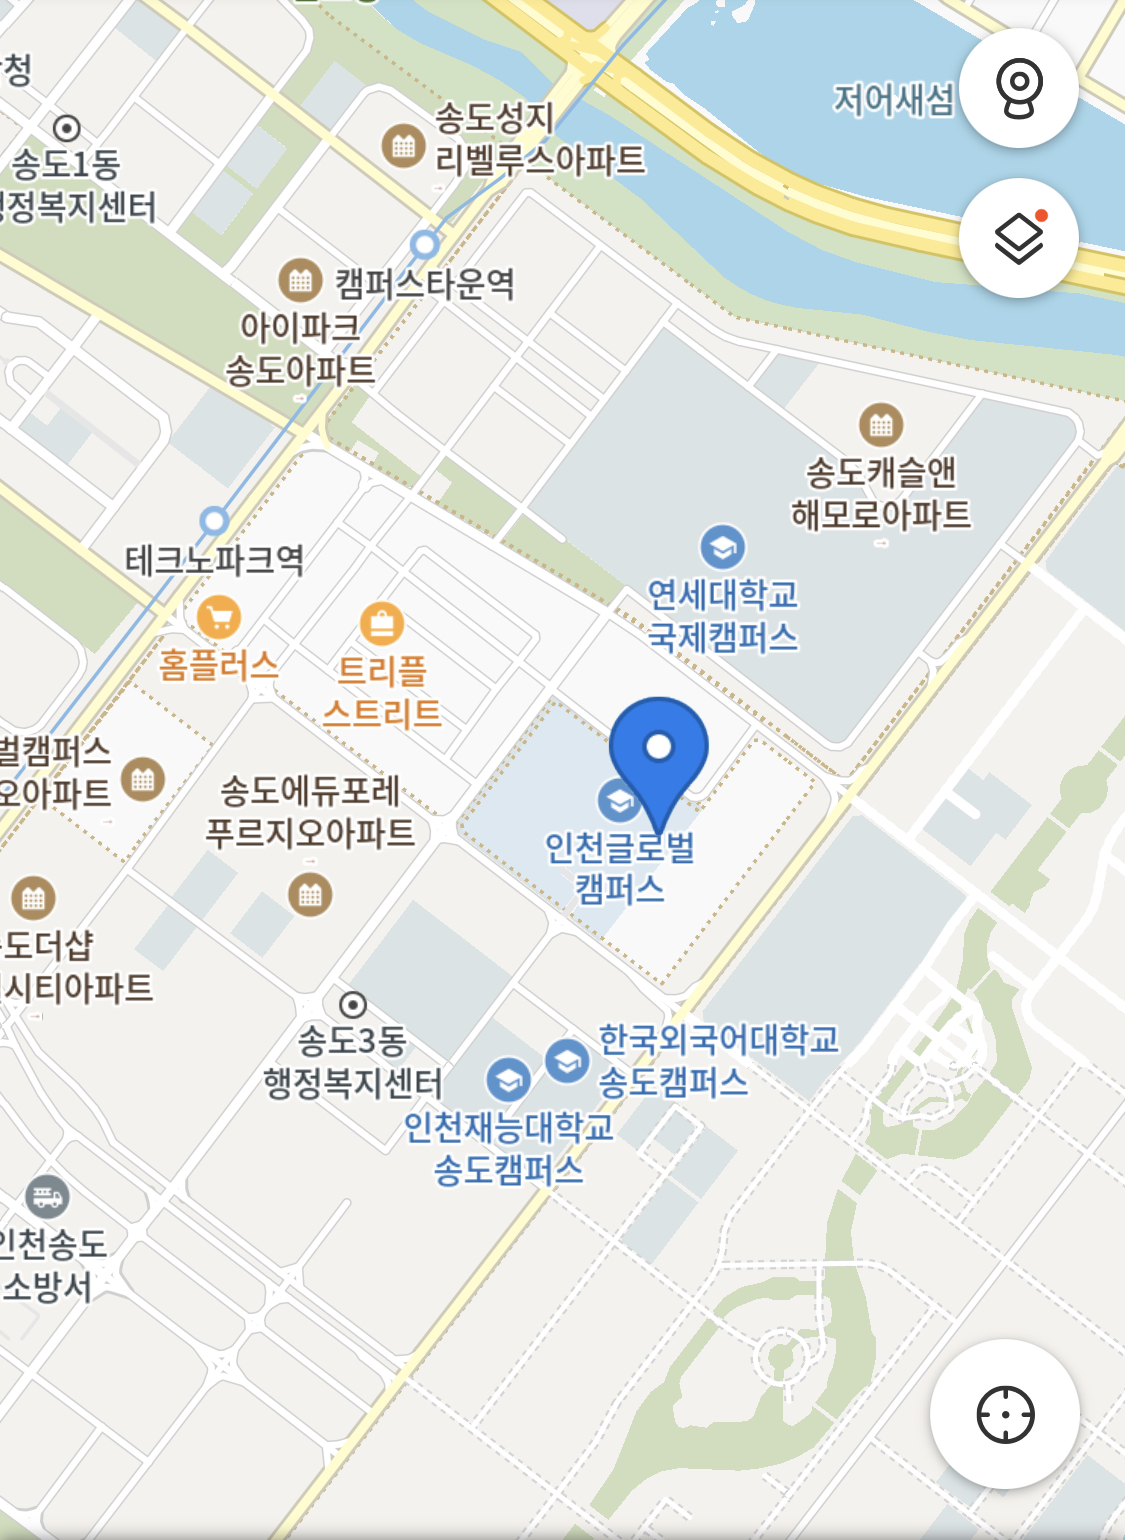 청
송도성지
리벨루스아파트
저어새섬
송도1동
행정복지센터
캠퍼스타운역
아이파크
송도아파트
송도캐슬앤
해모로아파트
테크노파크역
연세대학교
국제캠퍼스
홈플러스
트리플
스트리트
벌캠퍼스
오아파트
송도에듀포레
푸르지오아파트
인천글로벌
캠퍼스
도더샵
시티아파트
송도3동
행정복지센터
한국외국어대학교
송도캠퍼스
인천재능대학교
송도캠퍼스
인천송도
소방서